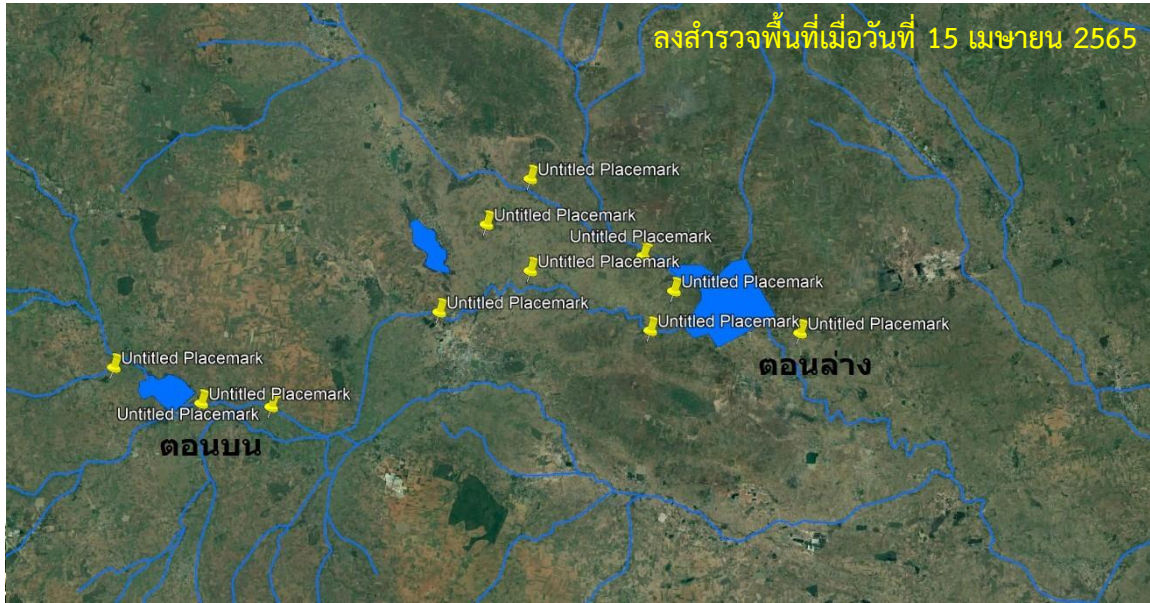 ลงสำรวจพื้นที่เมื่อวันที่ 15 เมษายน 2565
Untitled Placemark
Untitled Placemark
Untitled Placemark
Untitled Placemark
Untitled Placemark
Untitled Placemark
Untitled Placemark
Untitled Placemark
Untitled Placemark
ตอนล่าง
Untitled Placemark
Untitled Placemark
ตอนบน